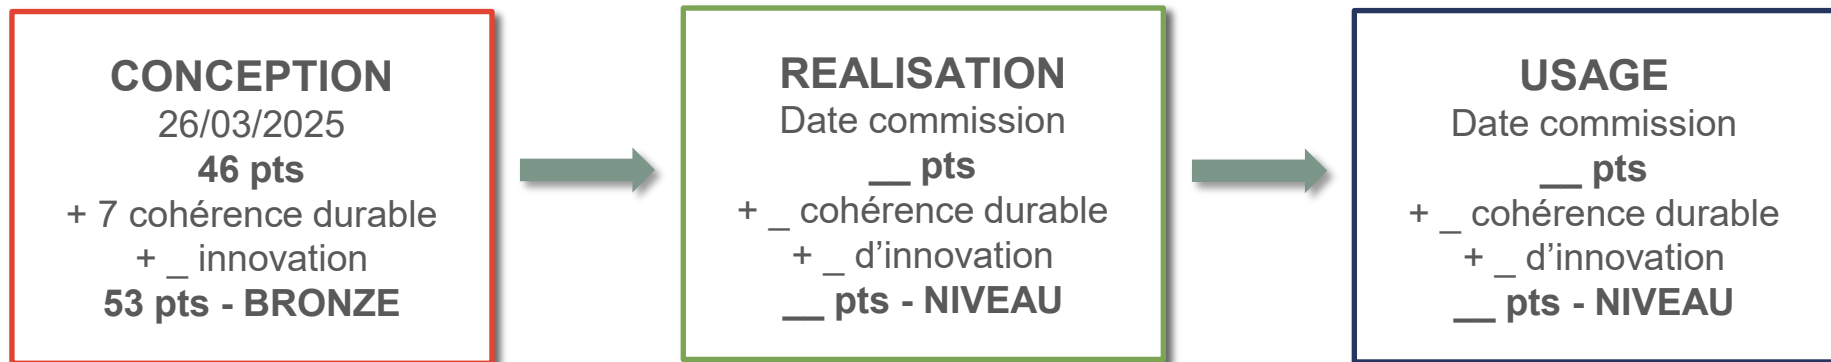 CONCEPTION
26/03/2025
46 pts
+ 7 cohérence durable
+ _ innovation
53 pts - BRONZE
REALISATION
Date commission
__ pts
+ _ cohérence durable
+ _ d’innovation
__ pts - NIVEAU
USAGE
Date commission
__ pts
+ _ cohérence durable
+ _ d’innovation
__ pts - NIVEAU